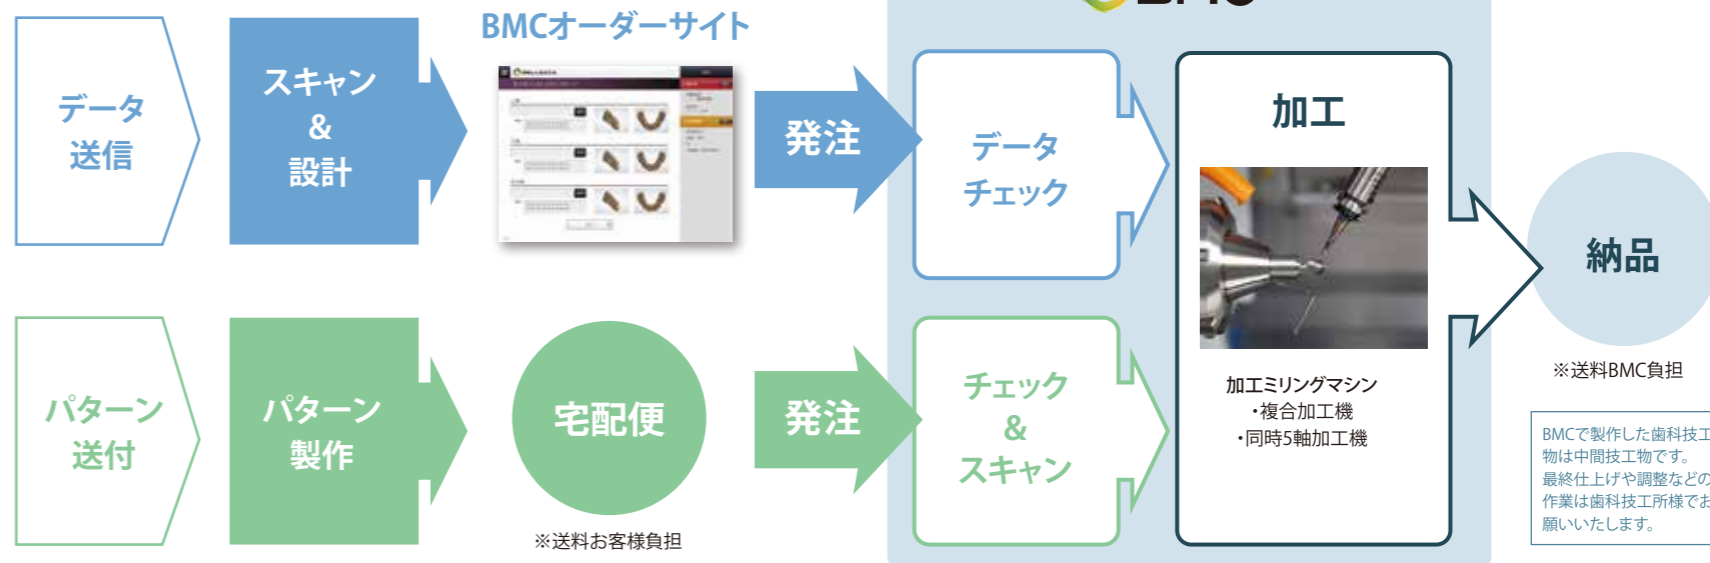 データ
送信
スキャン
&
設計
BMCオーダーサイト
発注
データ
チェック
加工
加工ミリングマシン
・複合加工機
・同時5軸加工機
納品
※送料BMC負担
パターン
送付
パターン
製作
宅配便
※送料お客様負担
発注
チェック
&
スキャン
BMCで製作した歯科技工
物は中間技工物です。
最終仕上げや調整などの
作業は歯科技工所様でお
願いいたします。